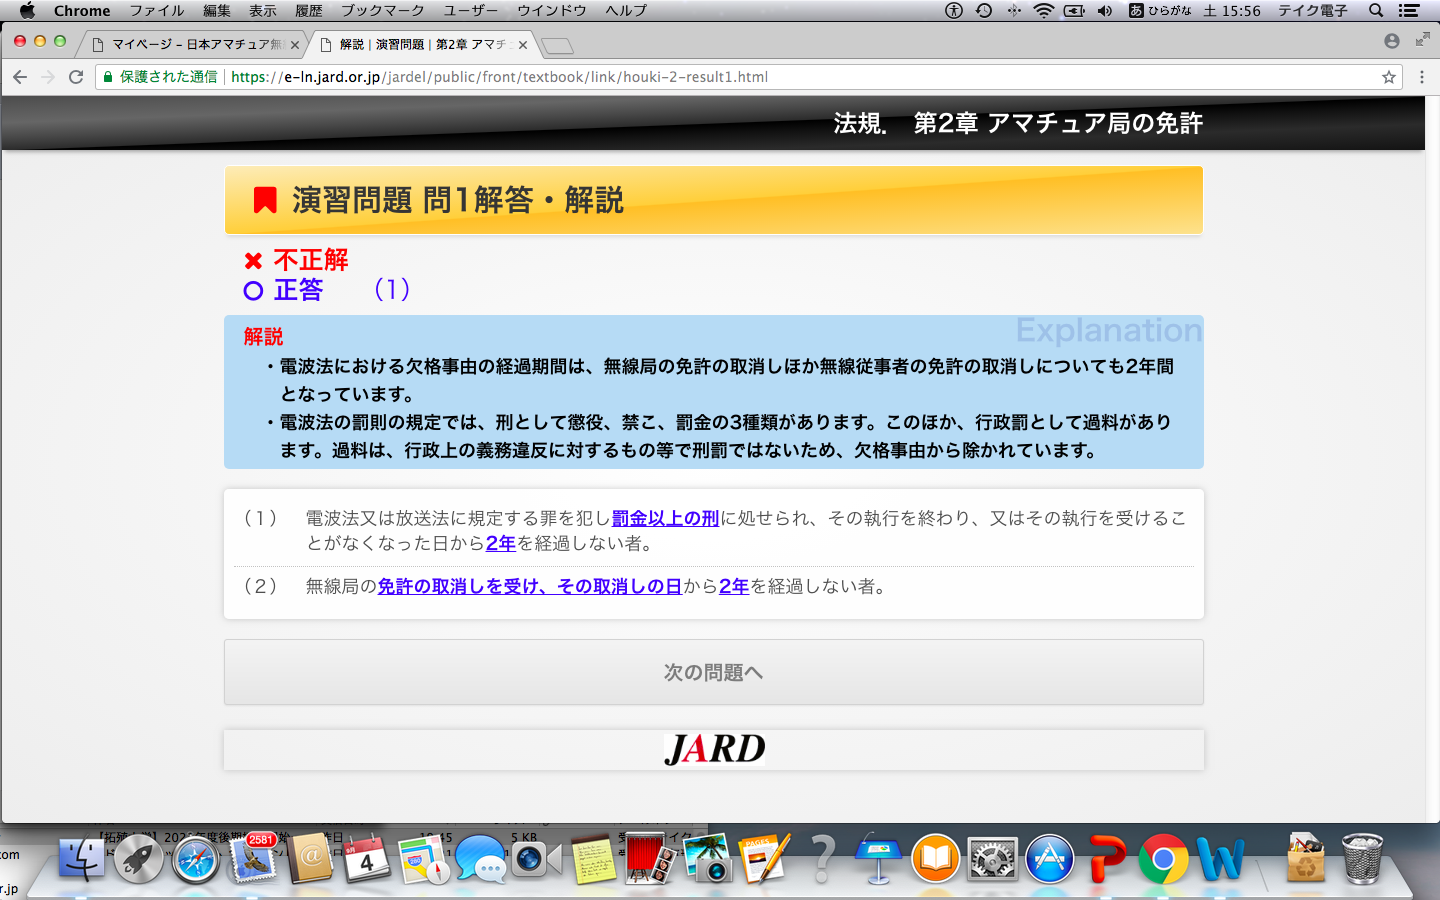 Chrome ファイル 編集 表示 履歴 ブックマーク ユーザー ウインドウ ヘルプ あ ひらがな 土 15:56 テイク電子
マイページ – 日本アマチュア無 解説 | 演習問題 | 第2章 アマチ
保護された通信 https://e-ln.jard.or.jp/jardel/public/front/textbook/link/houki-2-result1.html
法規. 第2章 アマチュア局の免許
演習問題 問1解答・解説
不正解
正答 (1)
Explanation
解説
・電波法における欠格事由の経過期間は、無線局の免許の取消しほか無線従事者の免許の取消しについても2年間
となっています。
・電波法の罰則の規定では、刑として懲役、禁こ、罰金の3種類があります。このほか、行政罰として過料があり
ます。過料は、行政上の義務違反に対するもの等で刑罰ではないため、欠格事由から除かれています。
（１） 電波法又は放送法に規定する罪を犯し罰金以上の刑に処せられ、その執行を終わり、又はその執行を受けるこ
とがなくなった日から2年を経過しない者。
（２） 無線局の免許の取消しを受け、その取消しの日から2年を経過しない者。
次の問題へ
JARD
5 KB
com
r.jp
2581
9月
4
280
PAGES